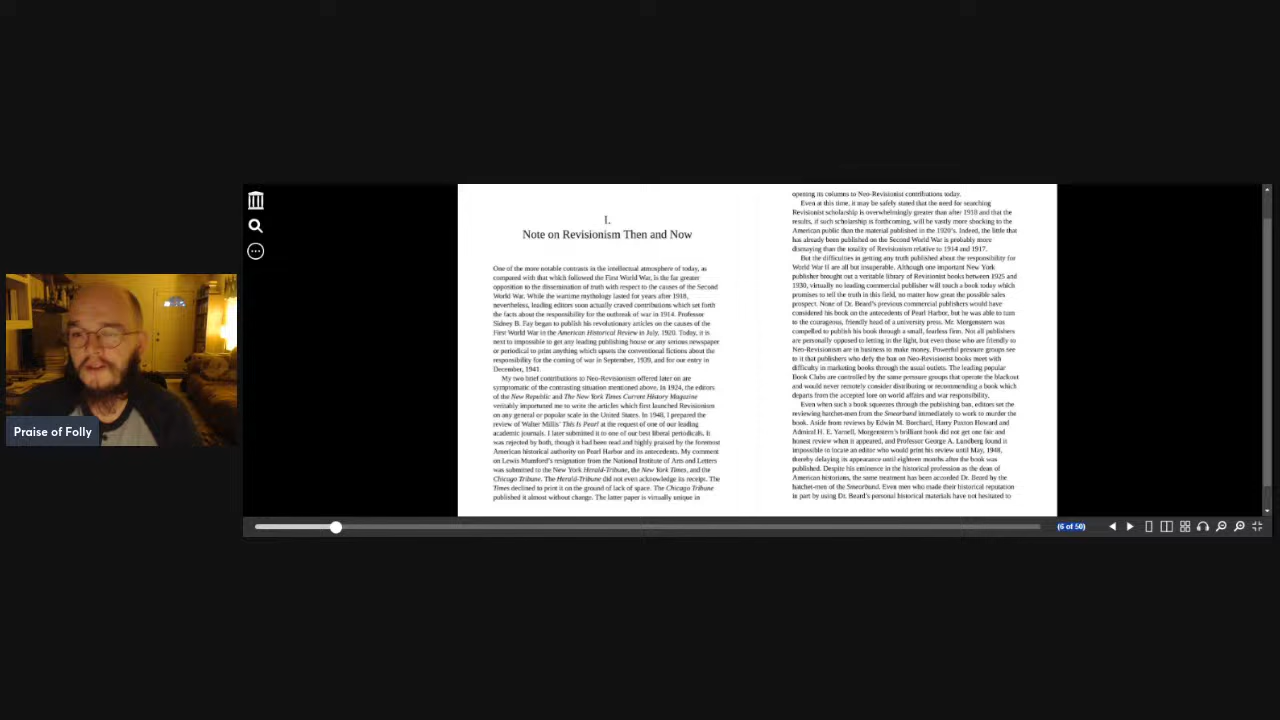 I.
Note on Revisionism Then and Now
One of the more notable contrasts in the intellectual atmosphere of today, as
compared with that which followed the First World War, is the far greater
opposition to the dissemination of truth with respect to the causes of the Second
World War. While the wartime mythology lasted for years after 1918,
nevertheless, leading editors soon actually craved contributions which set forth
the facts about the responsibility for the outbreak of war in 1914. Professor
Sidney B. Fay began to publish his revolutionary articles on the causes of the
First World War in the American Historical Review in July, 1920. Today, it is
next to impossible to get any leading publishing house or any serious newspaper
or periodical to print anything which upsets the conventional fictions about the
responsibility for the coming of war in September, 1939, and for our entry in
December, 1941.
My two brief contributions to Neo-Revisionism offered later on are
symptomatic of the contrasting situation mentioned above. In 1924, the editors
of the New Republic and The New York Times Current History Magazine
veritably importuned me to write the articles which first launched Revisionism
on any general or popular scale in the United States. In 1948, I prepared the
review of Walter Millis' This Is Pearl at the request of one of our leading
academic journals. I later submitted it to one of our best liberal periodicals. It
was rejected by both, though it had been read and highly praised by the foremost
American historical authority on Pearl Harbor and its antecedents. My comment
on Lewis Mumford's resignation from the National Institute of Arts and Letters
was submitted to the New York Herald-Tribune, the New York Times, and the
Chicago Tribune. The Herald-Tribune did not even acknowledge its receipt. The
Times declined to print it on the ground of lack of space. The Chicago Tribune
published it almost without change. The latter paper is virtually unique in
opening its columns to Neo-Revisionist contributions today.
Even at this time, it may be safely stated that the need for searching
Revisionist scholarship is overwhelmingly greater than after 1918 and that the
results, if such scholarship is forthcoming, will be vastly more shocking to the
American public than the material published in the 1920's. Indeed, the little that
has already been published on the Second World War is probably more
dismaying than the totality of Revisionism relative to 1914 and 1917.
But the difficulties in getting any truth published about the responsibility for
World War II are all but insuperable. Although one important New York
publisher brought out a veritable library of Revisionist books between 1925 and
1930, virtually no leading commercial publisher will touch a book today which
promises to tell the truth in this field, no matter how great the possible sales
prospect. None of Dr. Beard's previous commercial publishers would have
considered his book on the antecedents of Pearl Harbor, but he was able to turn
to the courageous, friendly head of a university press. Mr. Morgenstern was
compelled to publish his book through a small, fearless firm. Not all publishers
are personally opposed to letting in the light, but even those who are friendly to
Neo-Revisionism are in business to make money. Powerful pressure groups see
to it that publishers who defy the ban on Neo-Revisionist books meet with
difficulty in marketing books through the usual outlets. The leading popular
Book Clubs are controlled by the same pressure groups that operate the blackout
and would never remotely consider distributing or recommending a book which
departs from the accepted lore on world affairs and war responsibility.
Even when such a book squeezes through the publishing ban, editors set the
reviewing hatchet-men from the Smearbund immediately to work to murder the
book. Aside from reviews by Edwin M. Borchard, Harry Paxton Howard and
Admiral H. E. Yarnell, Morgenstern's brilliant book did not get one fair and
honest review when it appeared, and Professor George A. Lundberg found it
impossible to locate an editor who would print his review until May, 1948,
thereby delaying its appearance until eighteen months after the book was
published. Despite his eminence in the historical profession as the dean of
American historians, the same treatment has been accorded Dr. Beard by the
hatchet-men of the Smearbund. Even men who made their historical reputation
in part by using Dr. Beard's personal historical materials have not hesitated to
Praise of Folly
(6 of 50)